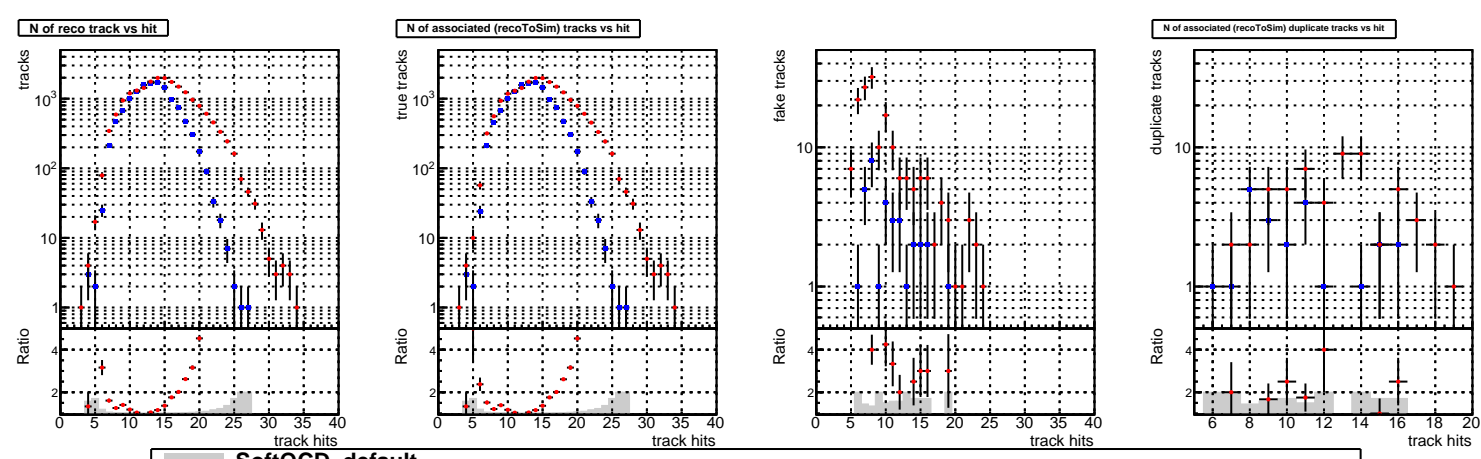 N of reco track vs hit
N of associated (recoToSim) tracks vs hit
N of associated (recoToSim) duplicate tracks vs hit
tracks
10³
10²
10
1
Ratio
4
2
0 5 10 15 20 25 30 35 40
track hits
true tracks
10³
10²
10
1
Ratio
4
2
0 5 10 15 20 25 30 35 40
track hits
fake tracks
10
1
Ratio
4
2
0 5 10 15 20 25 30 35 40
track hits
duplicate tracks
10
1
Ratio
4
2
6 8 10 12 14 16 18 20
track hits
SoftQCD_default